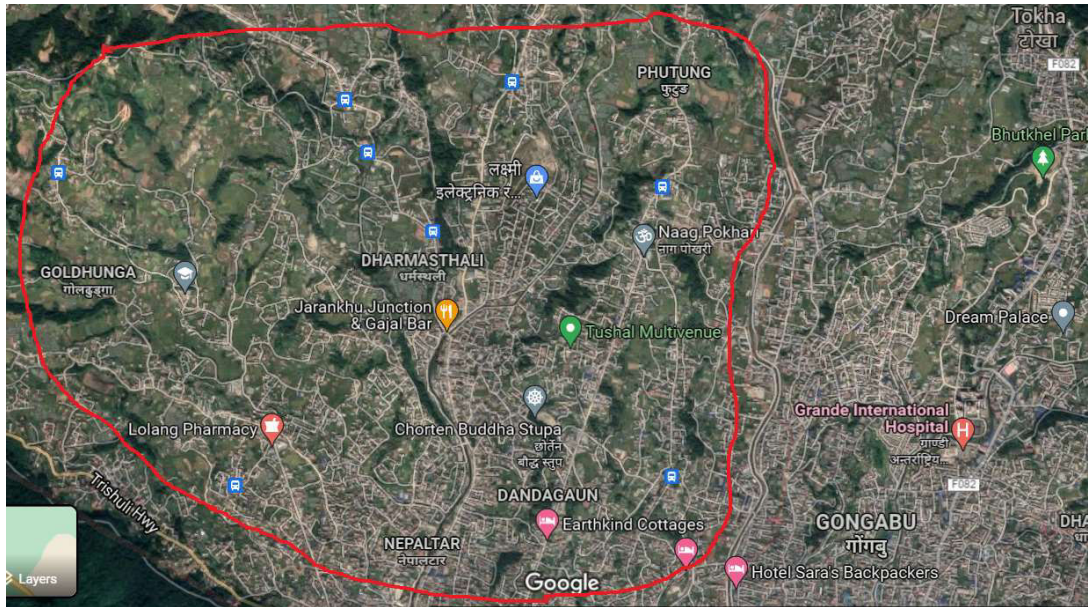 Tokha
टोखा
F082
PHUTUNG
फुटुङ
Bhutkhel Par
लक्ष्मी
इलेक्ट्रनिक र...
Naag Pokhari
नाग पोखरी
DHARMASTHALI
धर्मस्थली
GOLDHUNGA
गोलढुङ्गा
Jarankhu Junction
& Gajal Bar
Dream Palace
Tushal Multivenue
Grande International
Hospital
ग्राण्डी
अन्तर्राष्ट्रिय...
Chorten Buddha Stupa
छोर्तेन
बौद्ध स्तुप
Lolang Pharmacy
F082
Trishuli Hwy
DANDAGAUN
Earthkind Cottages
GONGABU
गोंगबु
DHA
धा
NEPALTAR
नेपालटार
Layers
Google
Hotel Sara's Backpackers